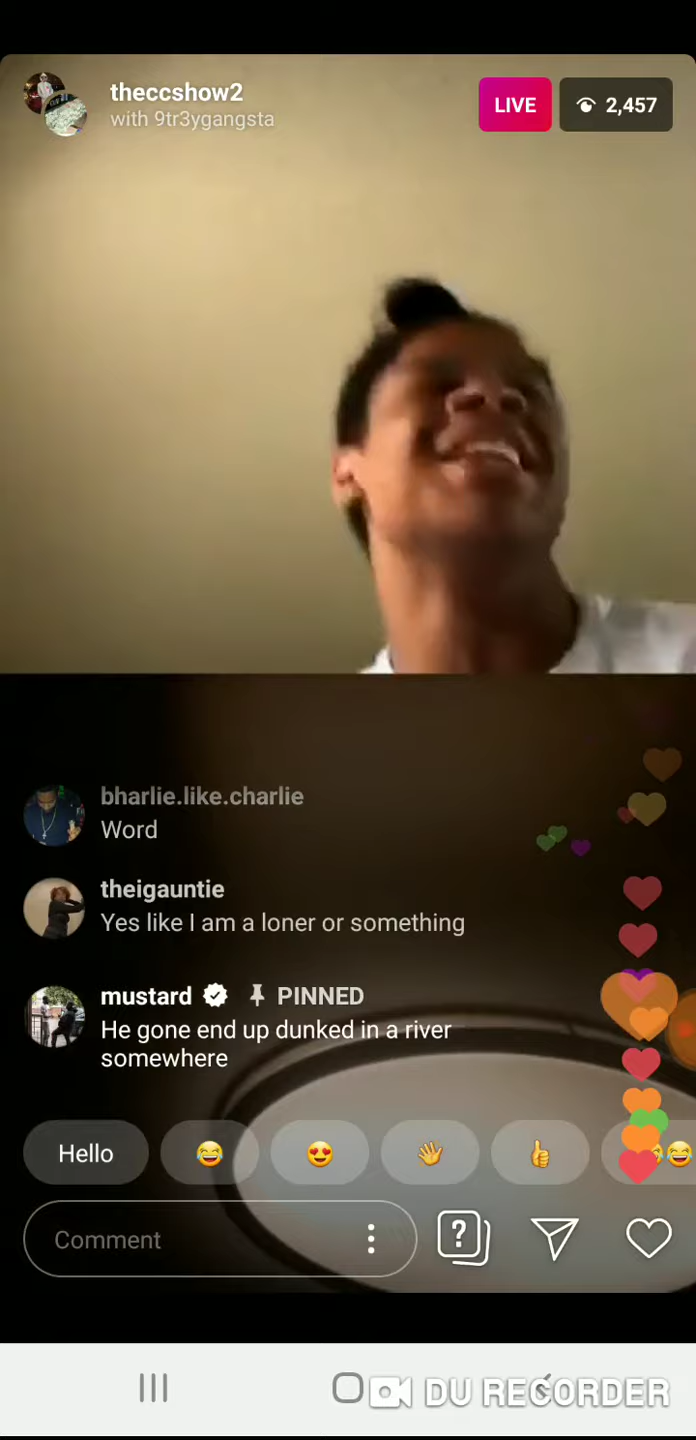 theccshow2
with 9tr3ygangsta
LIVE
2,457
bharlie.like.charlie
Word
theigauntie
Yes like I am a loner or something
mustard PINNED
He gone end up dunked in a river
somewhere
Hello
Comment
DU RECORDER